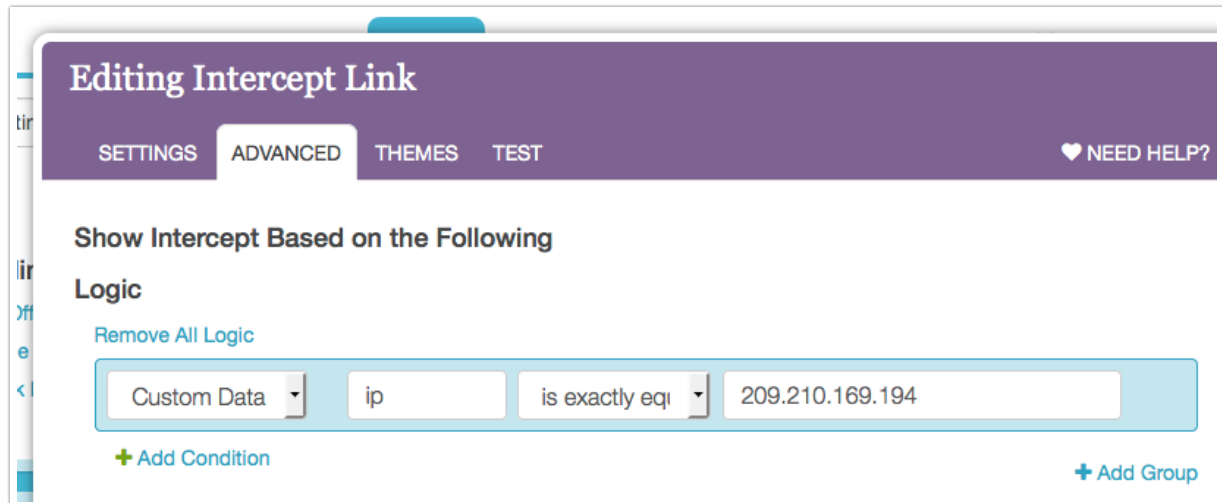 Editing Intercept Link
SETTINGS ADVANCED THEMES TEST NEED HELP?
Show Intercept Based on the Following
Logic
Remove All Logic
Custom Data ip is exactly equ 209.210.169.194
Add Condition
Add Group